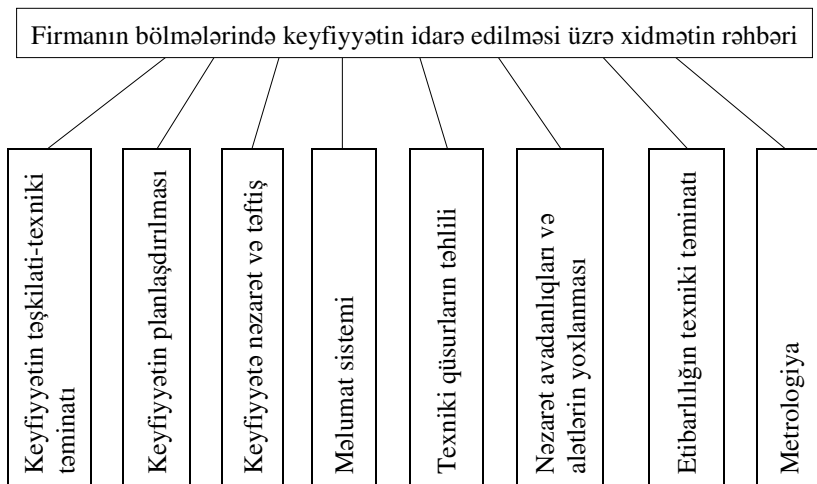 Firmanın bölmələrində keyfiyyətin idarə edilməsi üzrə xidmətin rəhbəri
Keyfiyyətin təşkilati-texniki
təminatı
Keyfiyyətin planlaşdırılması
Keyfiyyətə nəzarət və təftiş
Məlumat sistemi
Texniki qüsurların təhlili
Nəzarət avadanlıqları və
alətlərin yoxlanması
Etibarlılığın texniki təminatı
Metrologiya